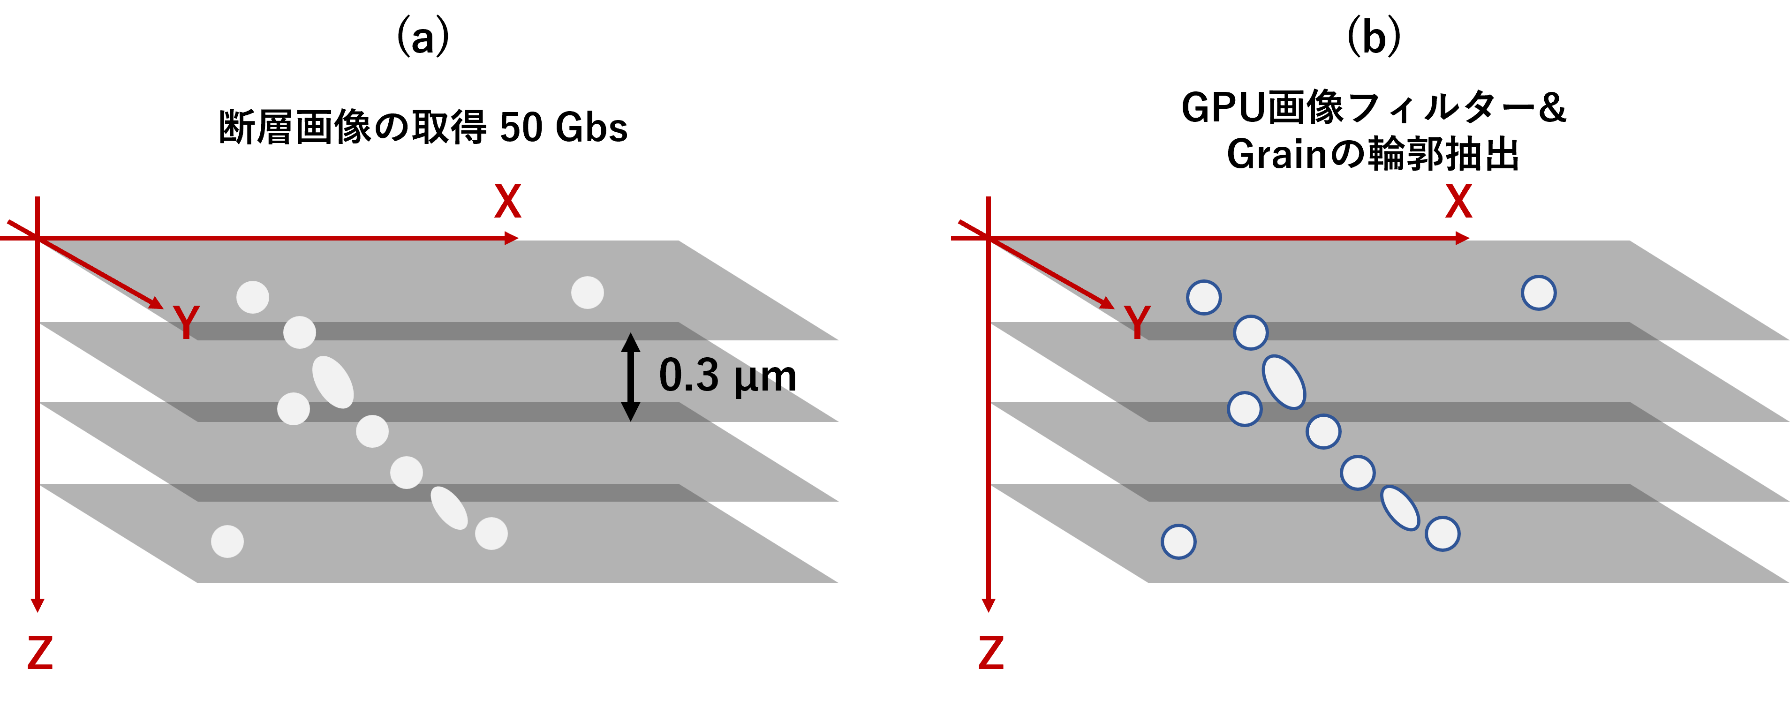 (a)
断層画像の取得 50 Gbs
X
Y
0.3 μm
Z
(b)
GPU画像フィルター&
Grainの輪郭抽出
X
Y
Z